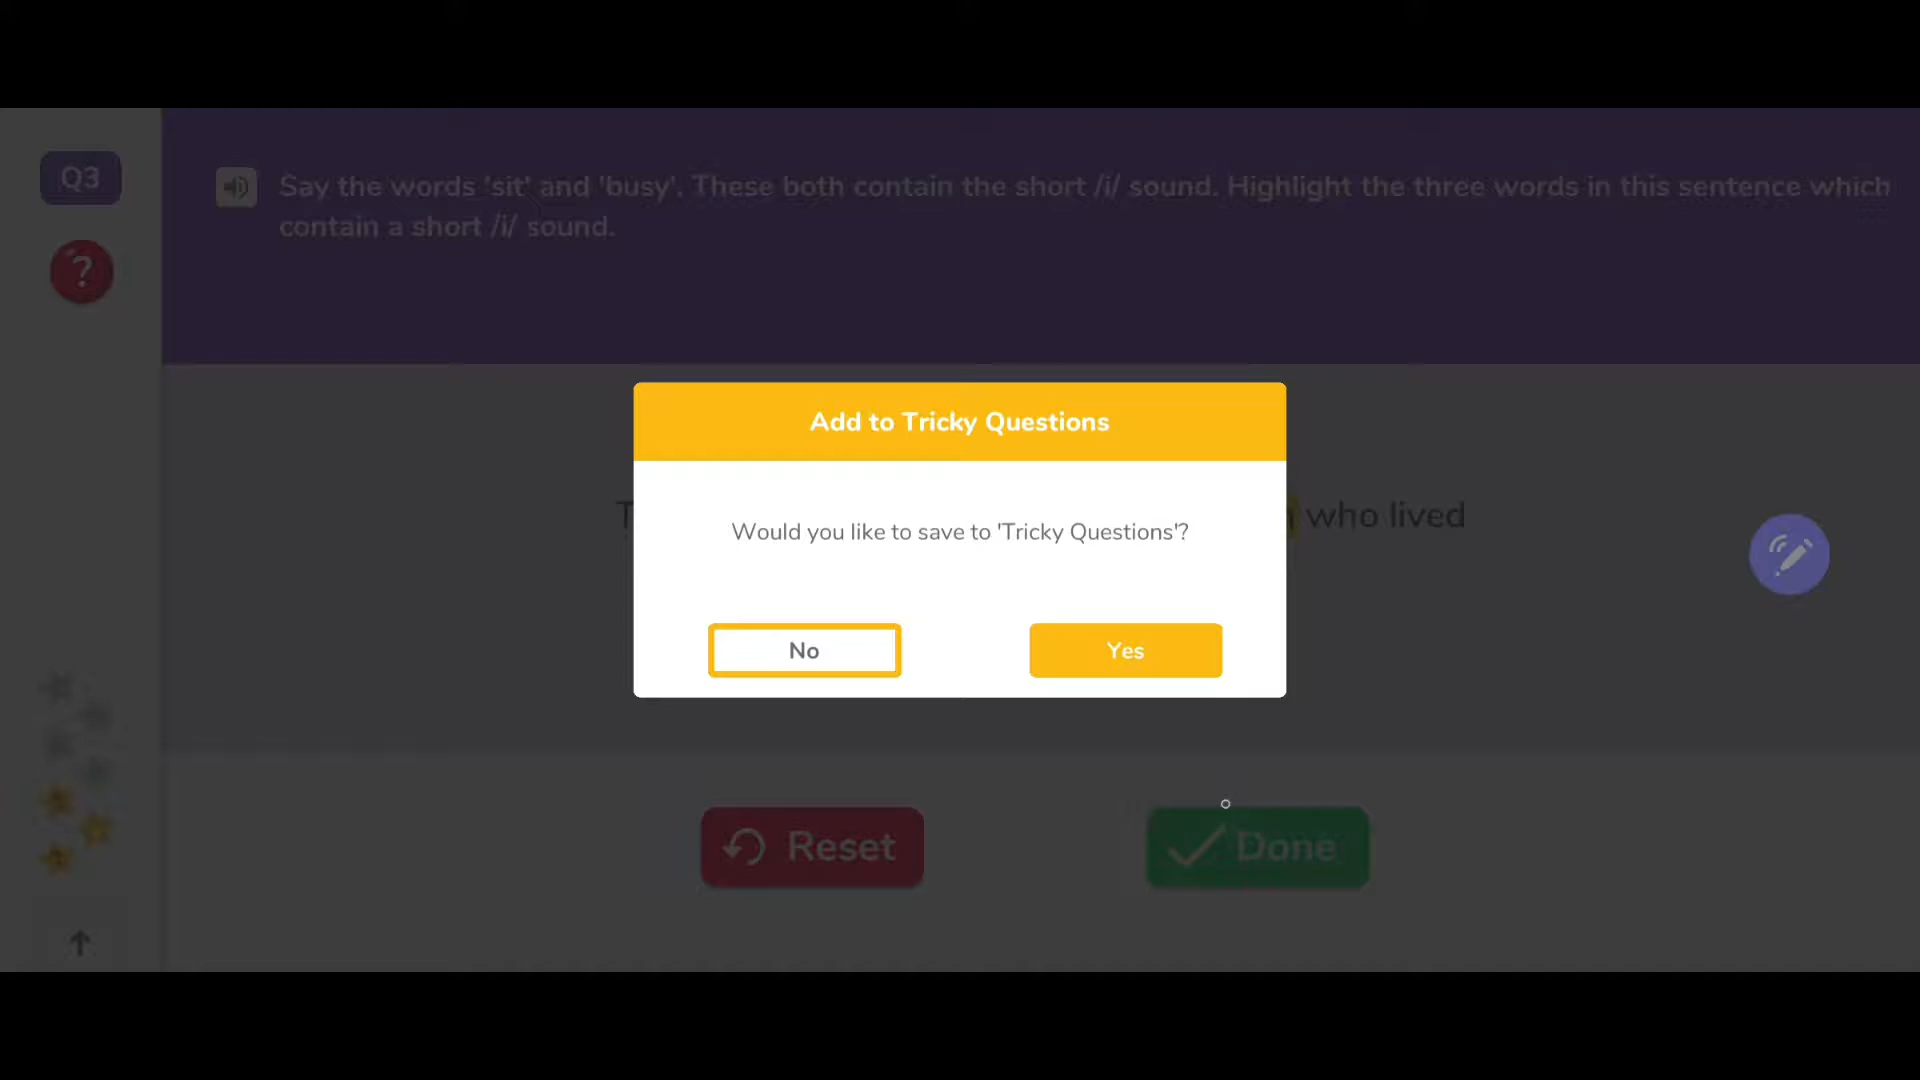 Q3
Say the words 'sit' and 'busy'. These both contain the short /i/ sound. Highlight the three words in this sentence which
contain a short /i/ sound.
?
Add to Tricky Questions
Would you like to save to 'Tricky Questions'?
who lived
No
Yes
Reset
Done